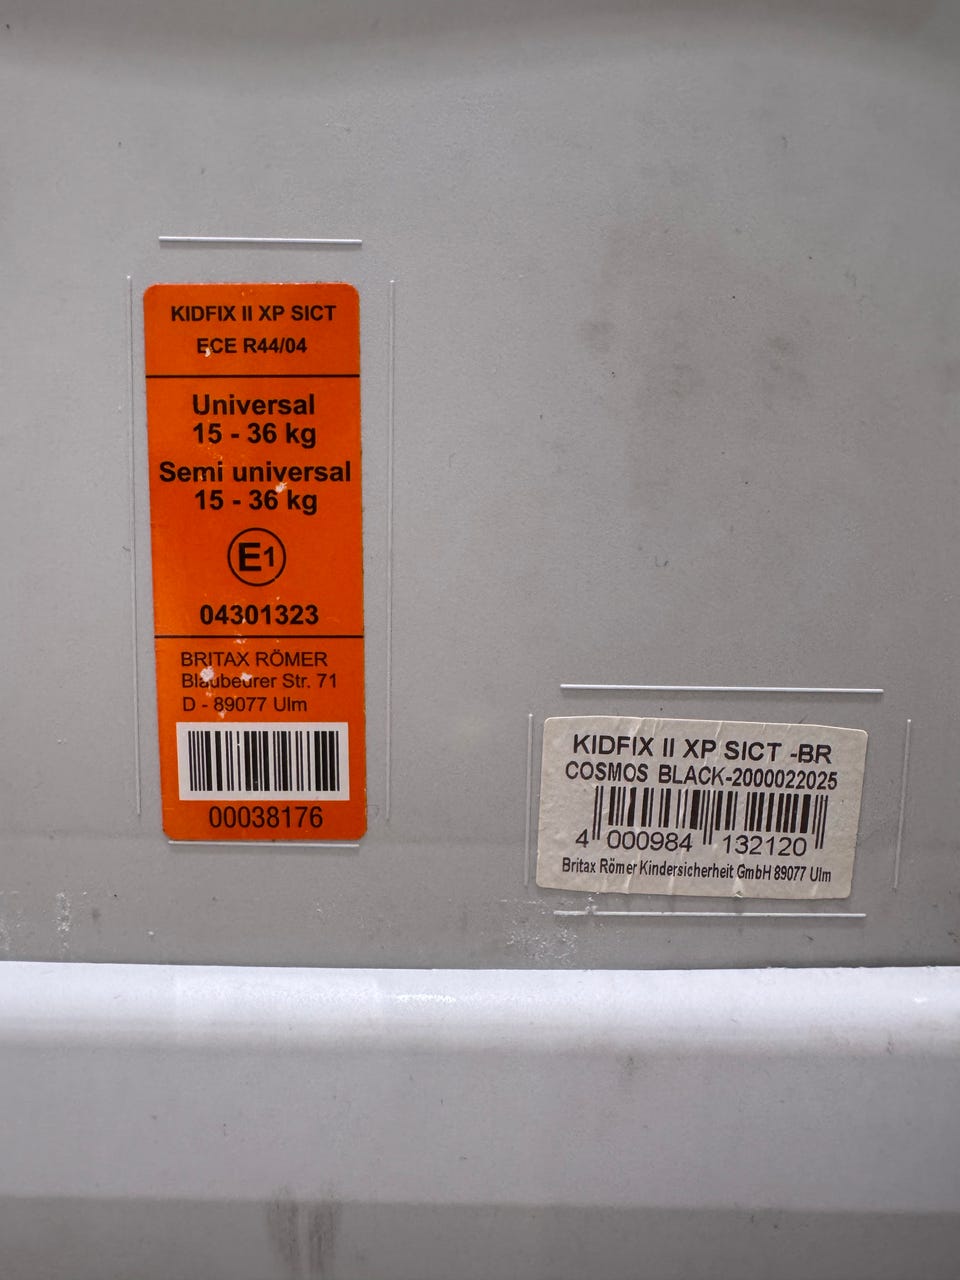 KIDFIX II XP SICT
ECE R44/04
Universal
15 - 36 kg
Semi universal
15 - 36 kg
E1
04301323
BRITAX RÖMER
Blaubeurer Str. 71
D - 89077 Ulm
00038176
KIDFIX II XP SICT -BR
COSMOS BLACK-2000022025
4 000984 132120
Britax Römer Kindersicherheit GmbH 89077 Ulm